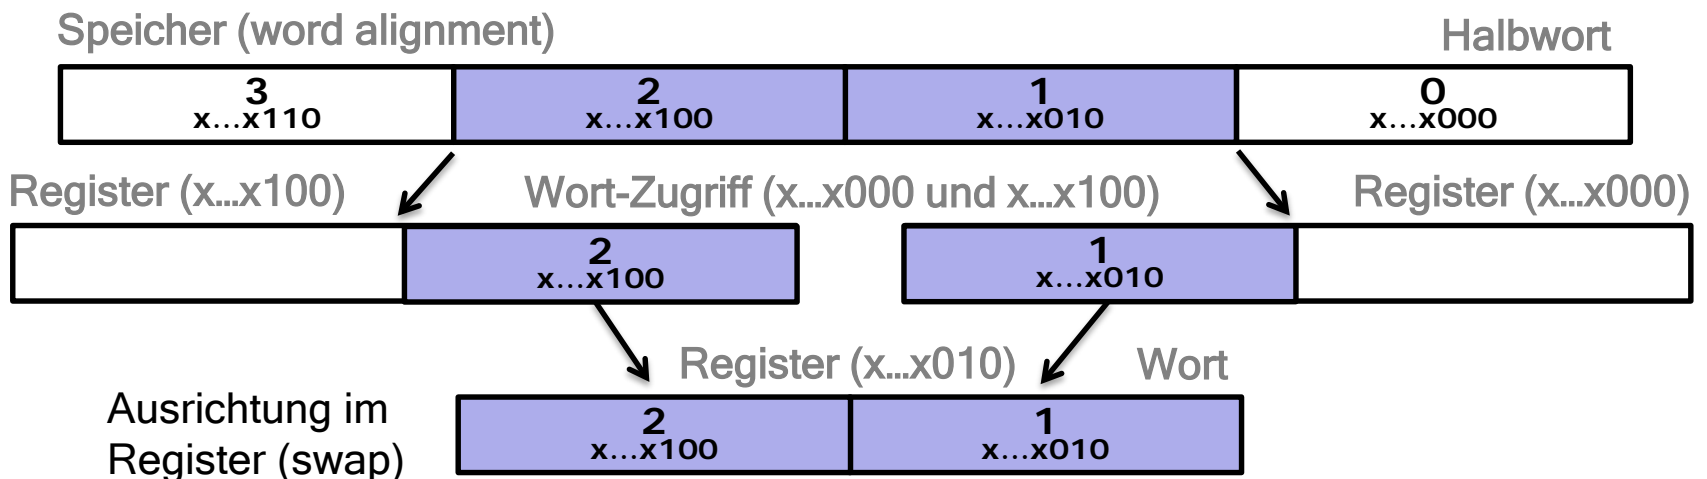 Speicher (word alignment) Halbwort
3 2 1 0
x...x110 x...x100 x...x010 x...x000
Register (x...x100) Wort-Zugriff (x...x000 und x...x100) Register (x...x000)
2 1
x...x100 x...x010
Register (x...x010) Wort
Ausrichtung im
Register (swap)
2 1
x...x100 x...x010